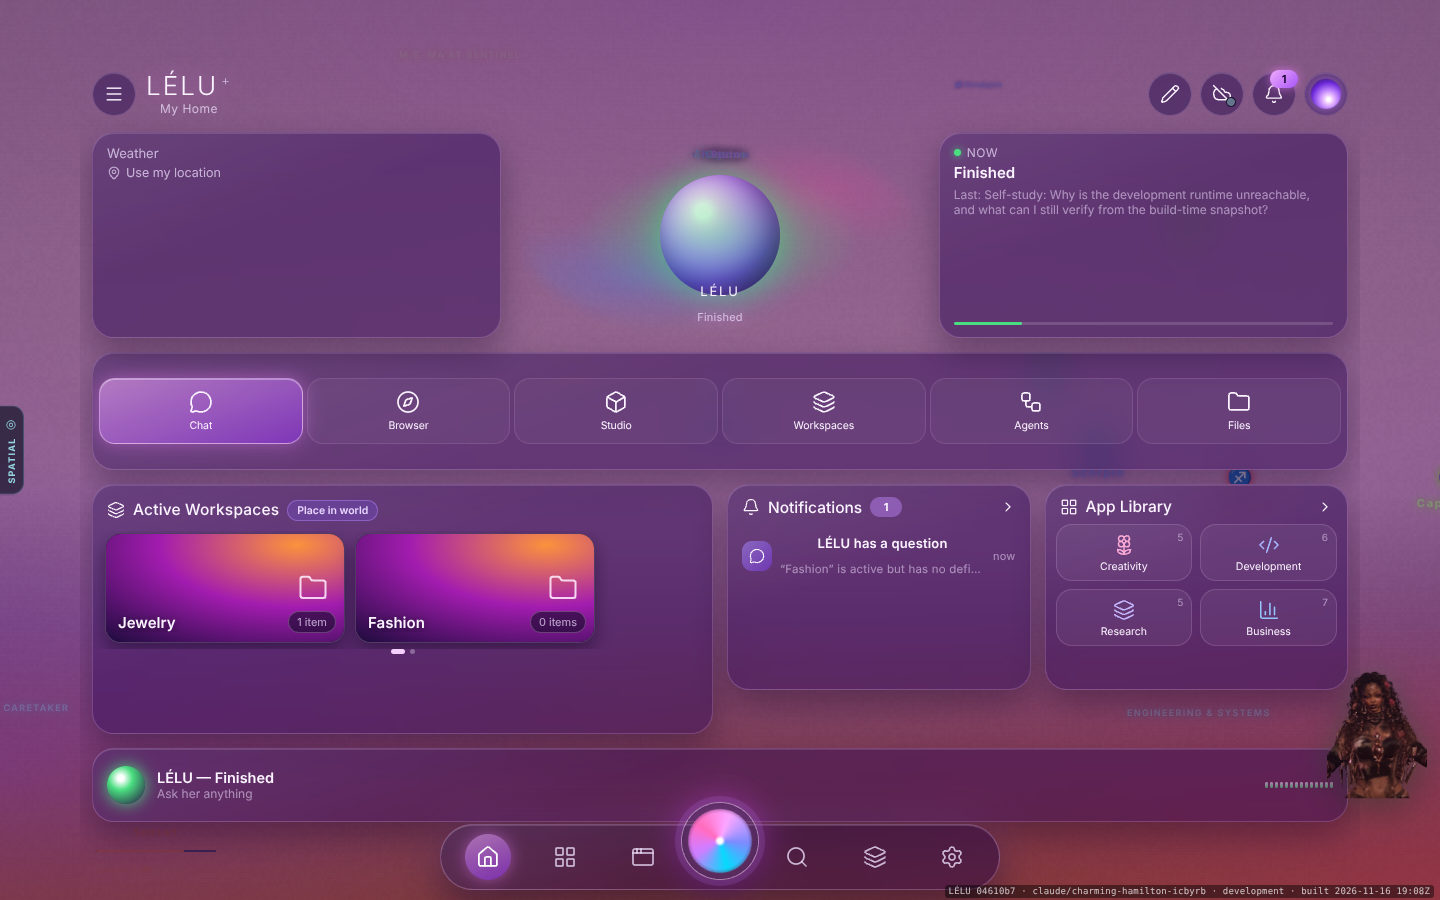 LÉLU +
My Home
1
Weather
Use my location
LÉLU
Finished
NOW
Finished
Last: Self-study: Why is the development runtime unreachable,
and what can I still verify from the build-time snapshot?
Chat
Browser
Studio
Workspaces
Agents
Files
SPATIAL
Active Workspaces
Place in world
Jewelry
1 item
Fashion
0 items
Notifications
1
LÉLU has a question
“Fashion” is active but has no defi...
now
App Library
Creativity
5
Development
6
Research
5
Business
7
CARETAKER
ENGINEERING & SYSTEMS
LÉLU — Finished
Ask her anything
LÉLU 04610b7 · claude/charming-hamilton-icbyrb · development · built 2026-11-16 19:08Z